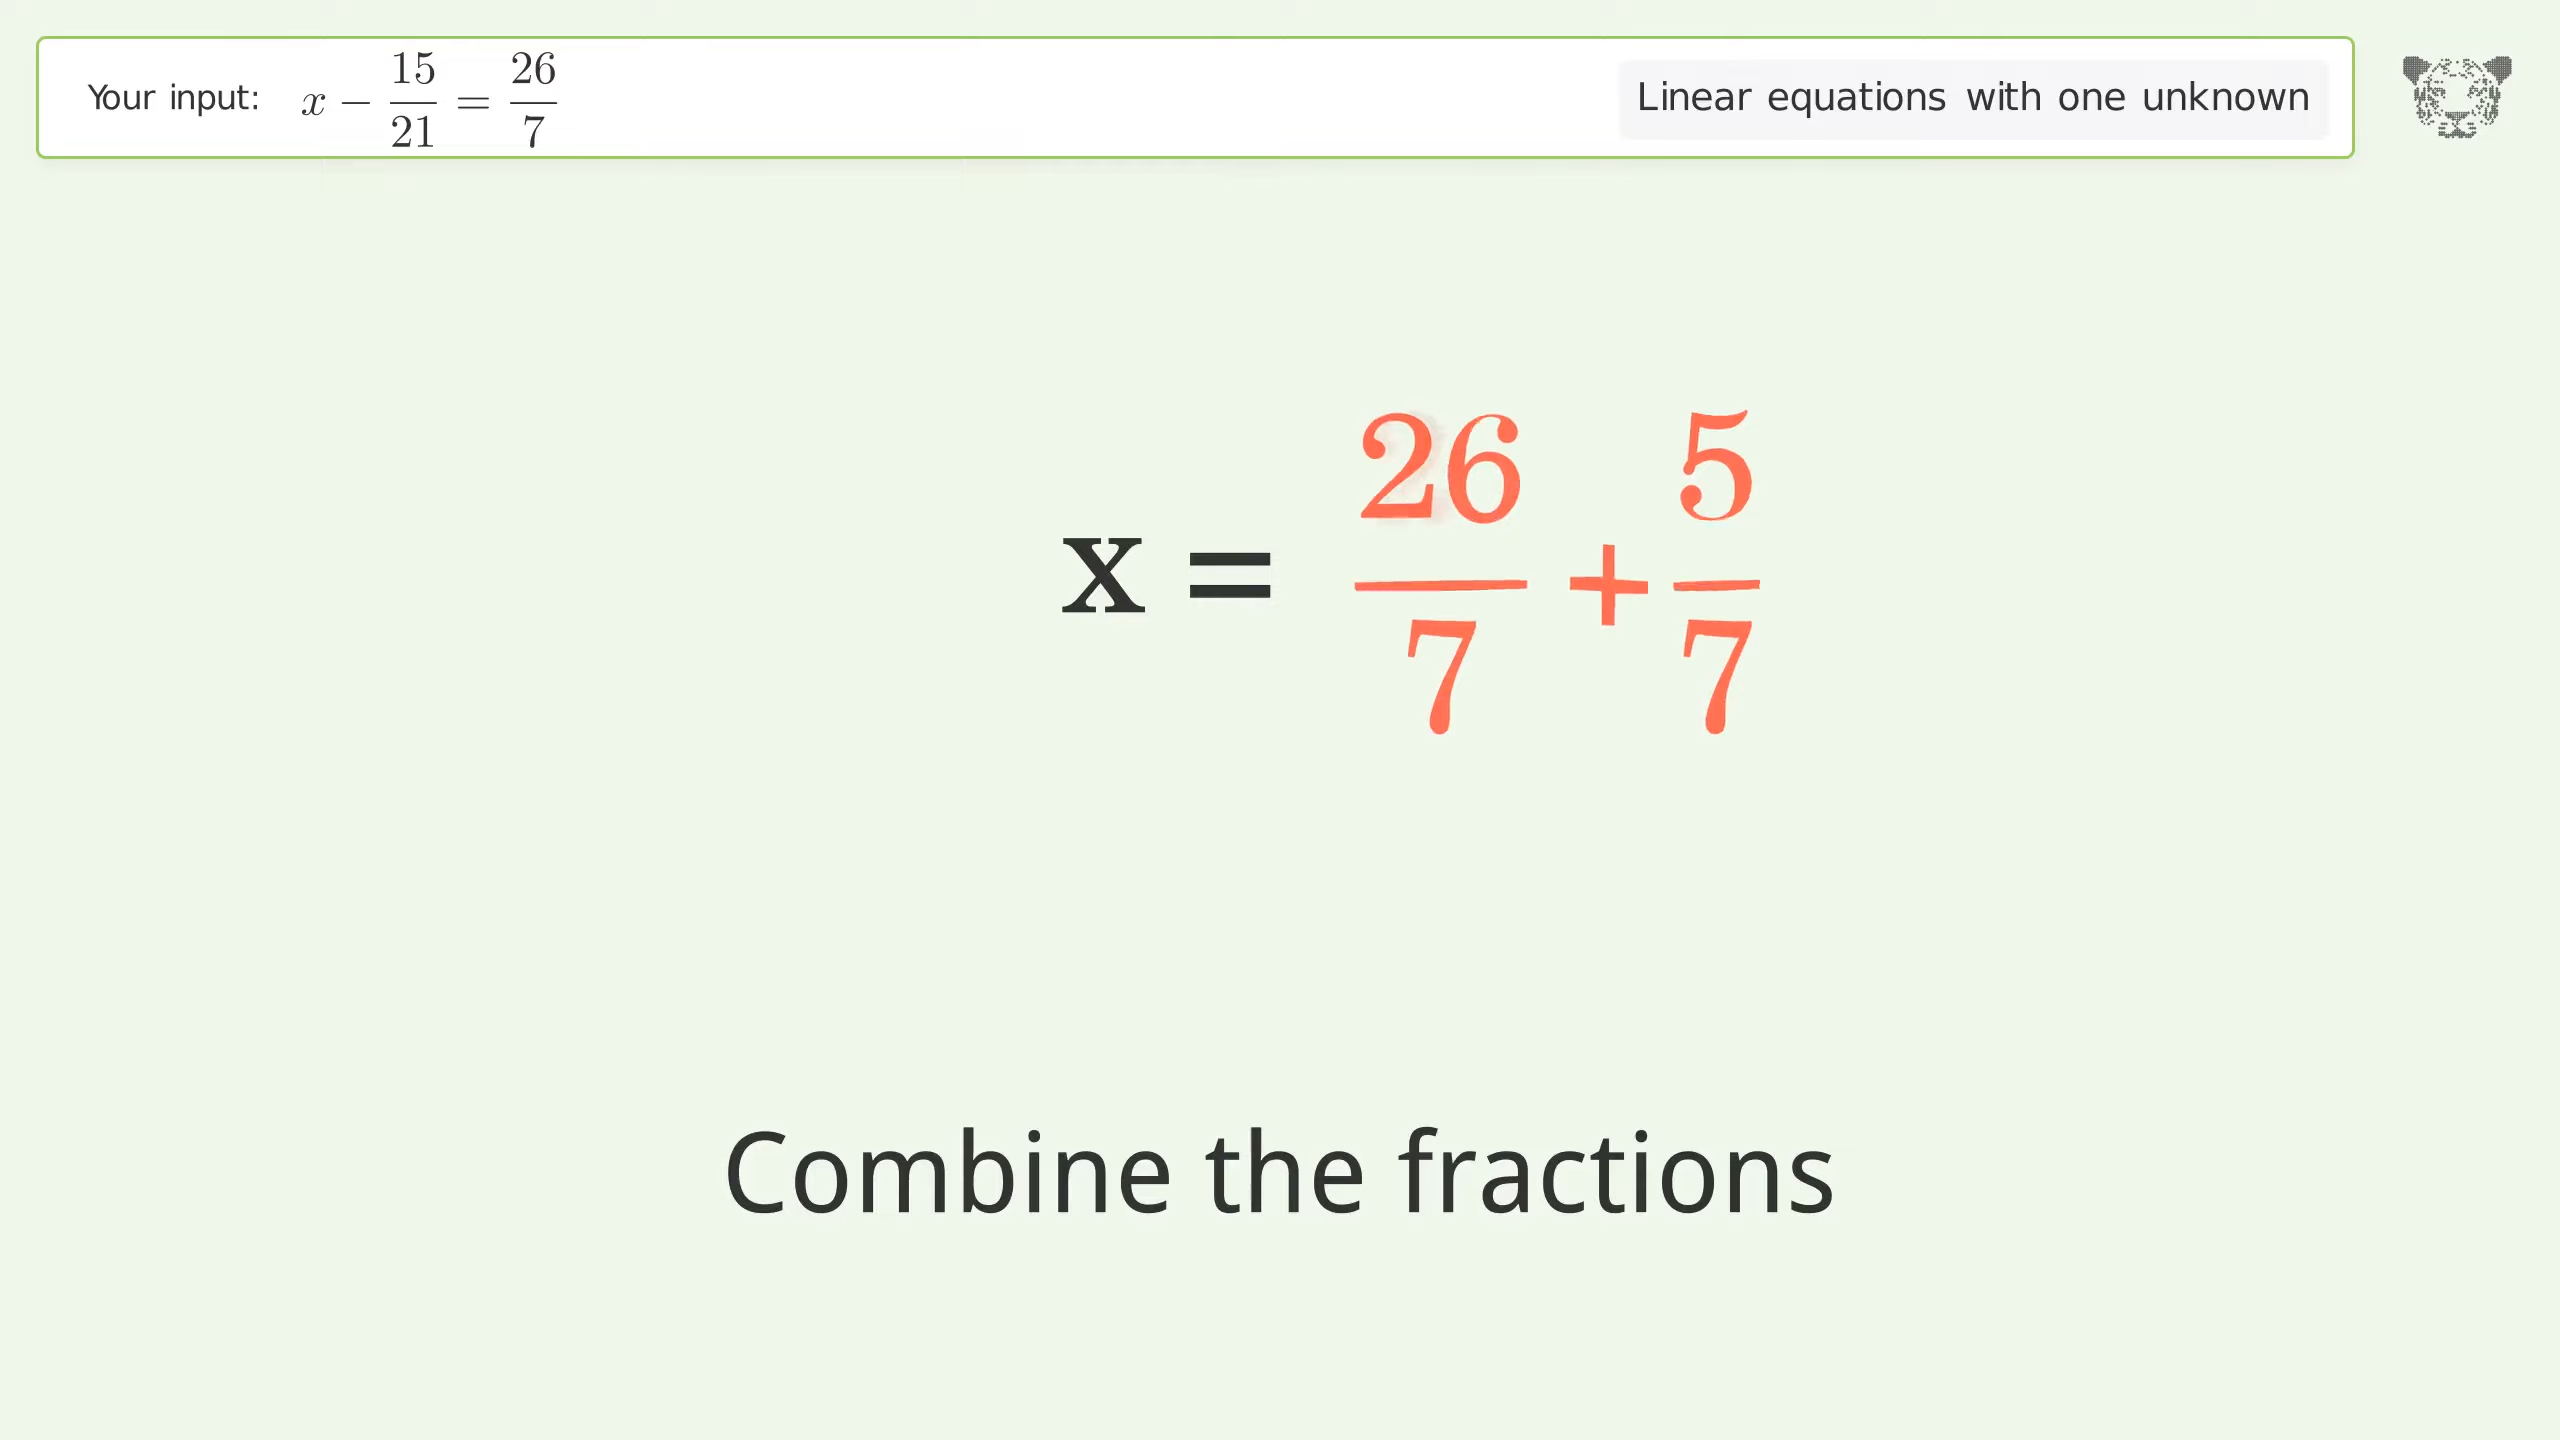 Your input: x − 15/21 = 26/7
Linear equations with one unknown
x = 26/7 + 5/7
Combine the fractions